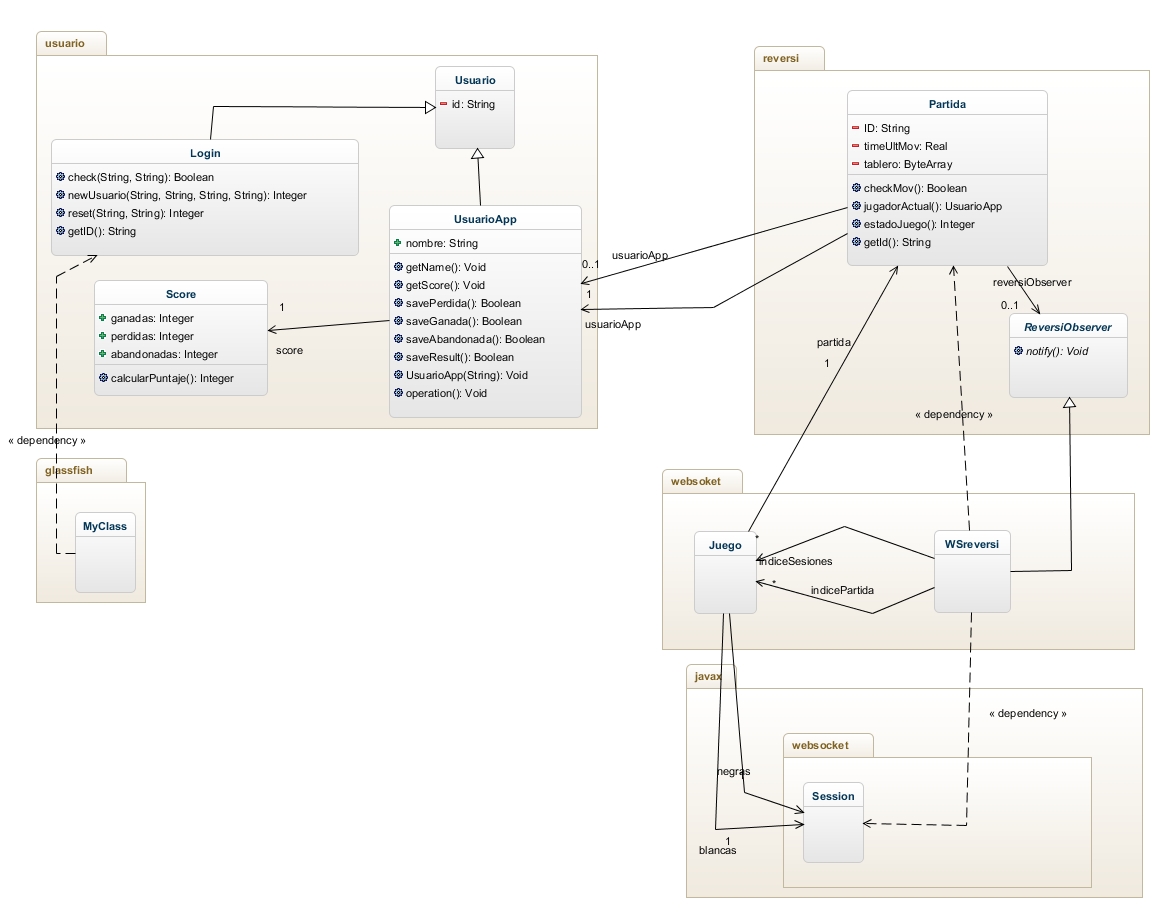 usuario
Usuario
id: String
Login
check(String, String): Boolean
newUsuario(String, String, String, String): Integer
reset(String, String): Integer
getID(): String
UsuarioApp
nombre: String
getName(): Void
getScore(): Void
savePerdida(): Boolean
saveGanada(): Boolean
saveAbandonada(): Boolean
saveResult(): Boolean
UsuarioApp(String): Void
operation(): Void
Score
ganadas: Integer
perdidas: Integer
abandonadas: Integer
calcularPuntaje(): Integer
1
score
« dependency »
glassfish
MyClass
reversi
Partida
ID: String
timeUltMov: Real
tablero: ByteArray
checkMov(): Boolean
jugadorActual(): UsuarioApp
estadoJuego(): Integer
getId(): String
usuarioApp
0..1
1
usuarioApp
reversiObserver
0..1
ReversiObserver
notify(): Void
partida
1
« dependency »
websoket
Juego
*
indiceSesiones
*
indicePartida
WSreversi
javax
« dependency »
websocket
negras
Session
1
blancas